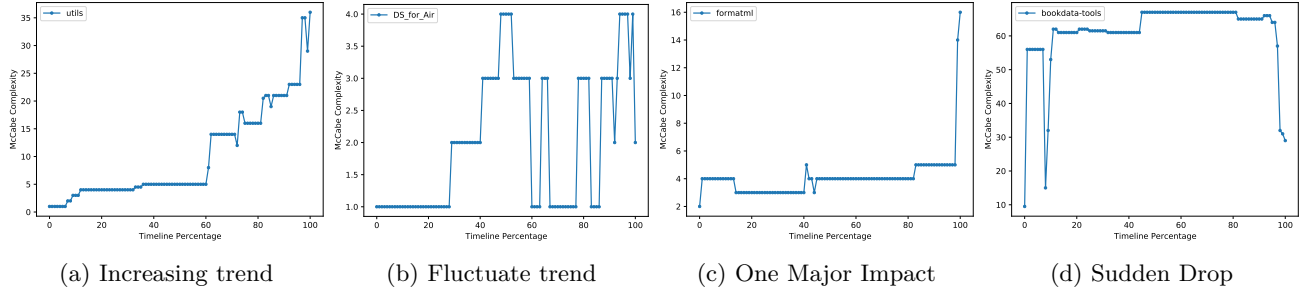 utils
McCabe Complexity
35
30
25
20
15
10
5
0
0 20 40 60 80 100
Timeline Percentage
(a) Increasing trend
DS_for_Air
McCabe Complexity
4.0
3.5
3.0
2.5
2.0
1.5
1.0
0 20 40 60 80 100
Timeline Percentage
(b) Fluctuate trend
formatml
McCabe Complexity
16
14
12
10
8
6
4
2
0 20 40 60 80 100
Timeline Percentage
(c) One Major Impact
bookdata-tools
McCabe Complexity
60
50
40
30
20
10
0 20 40 60 80 100
Timeline Percentage
(d) Sudden Drop